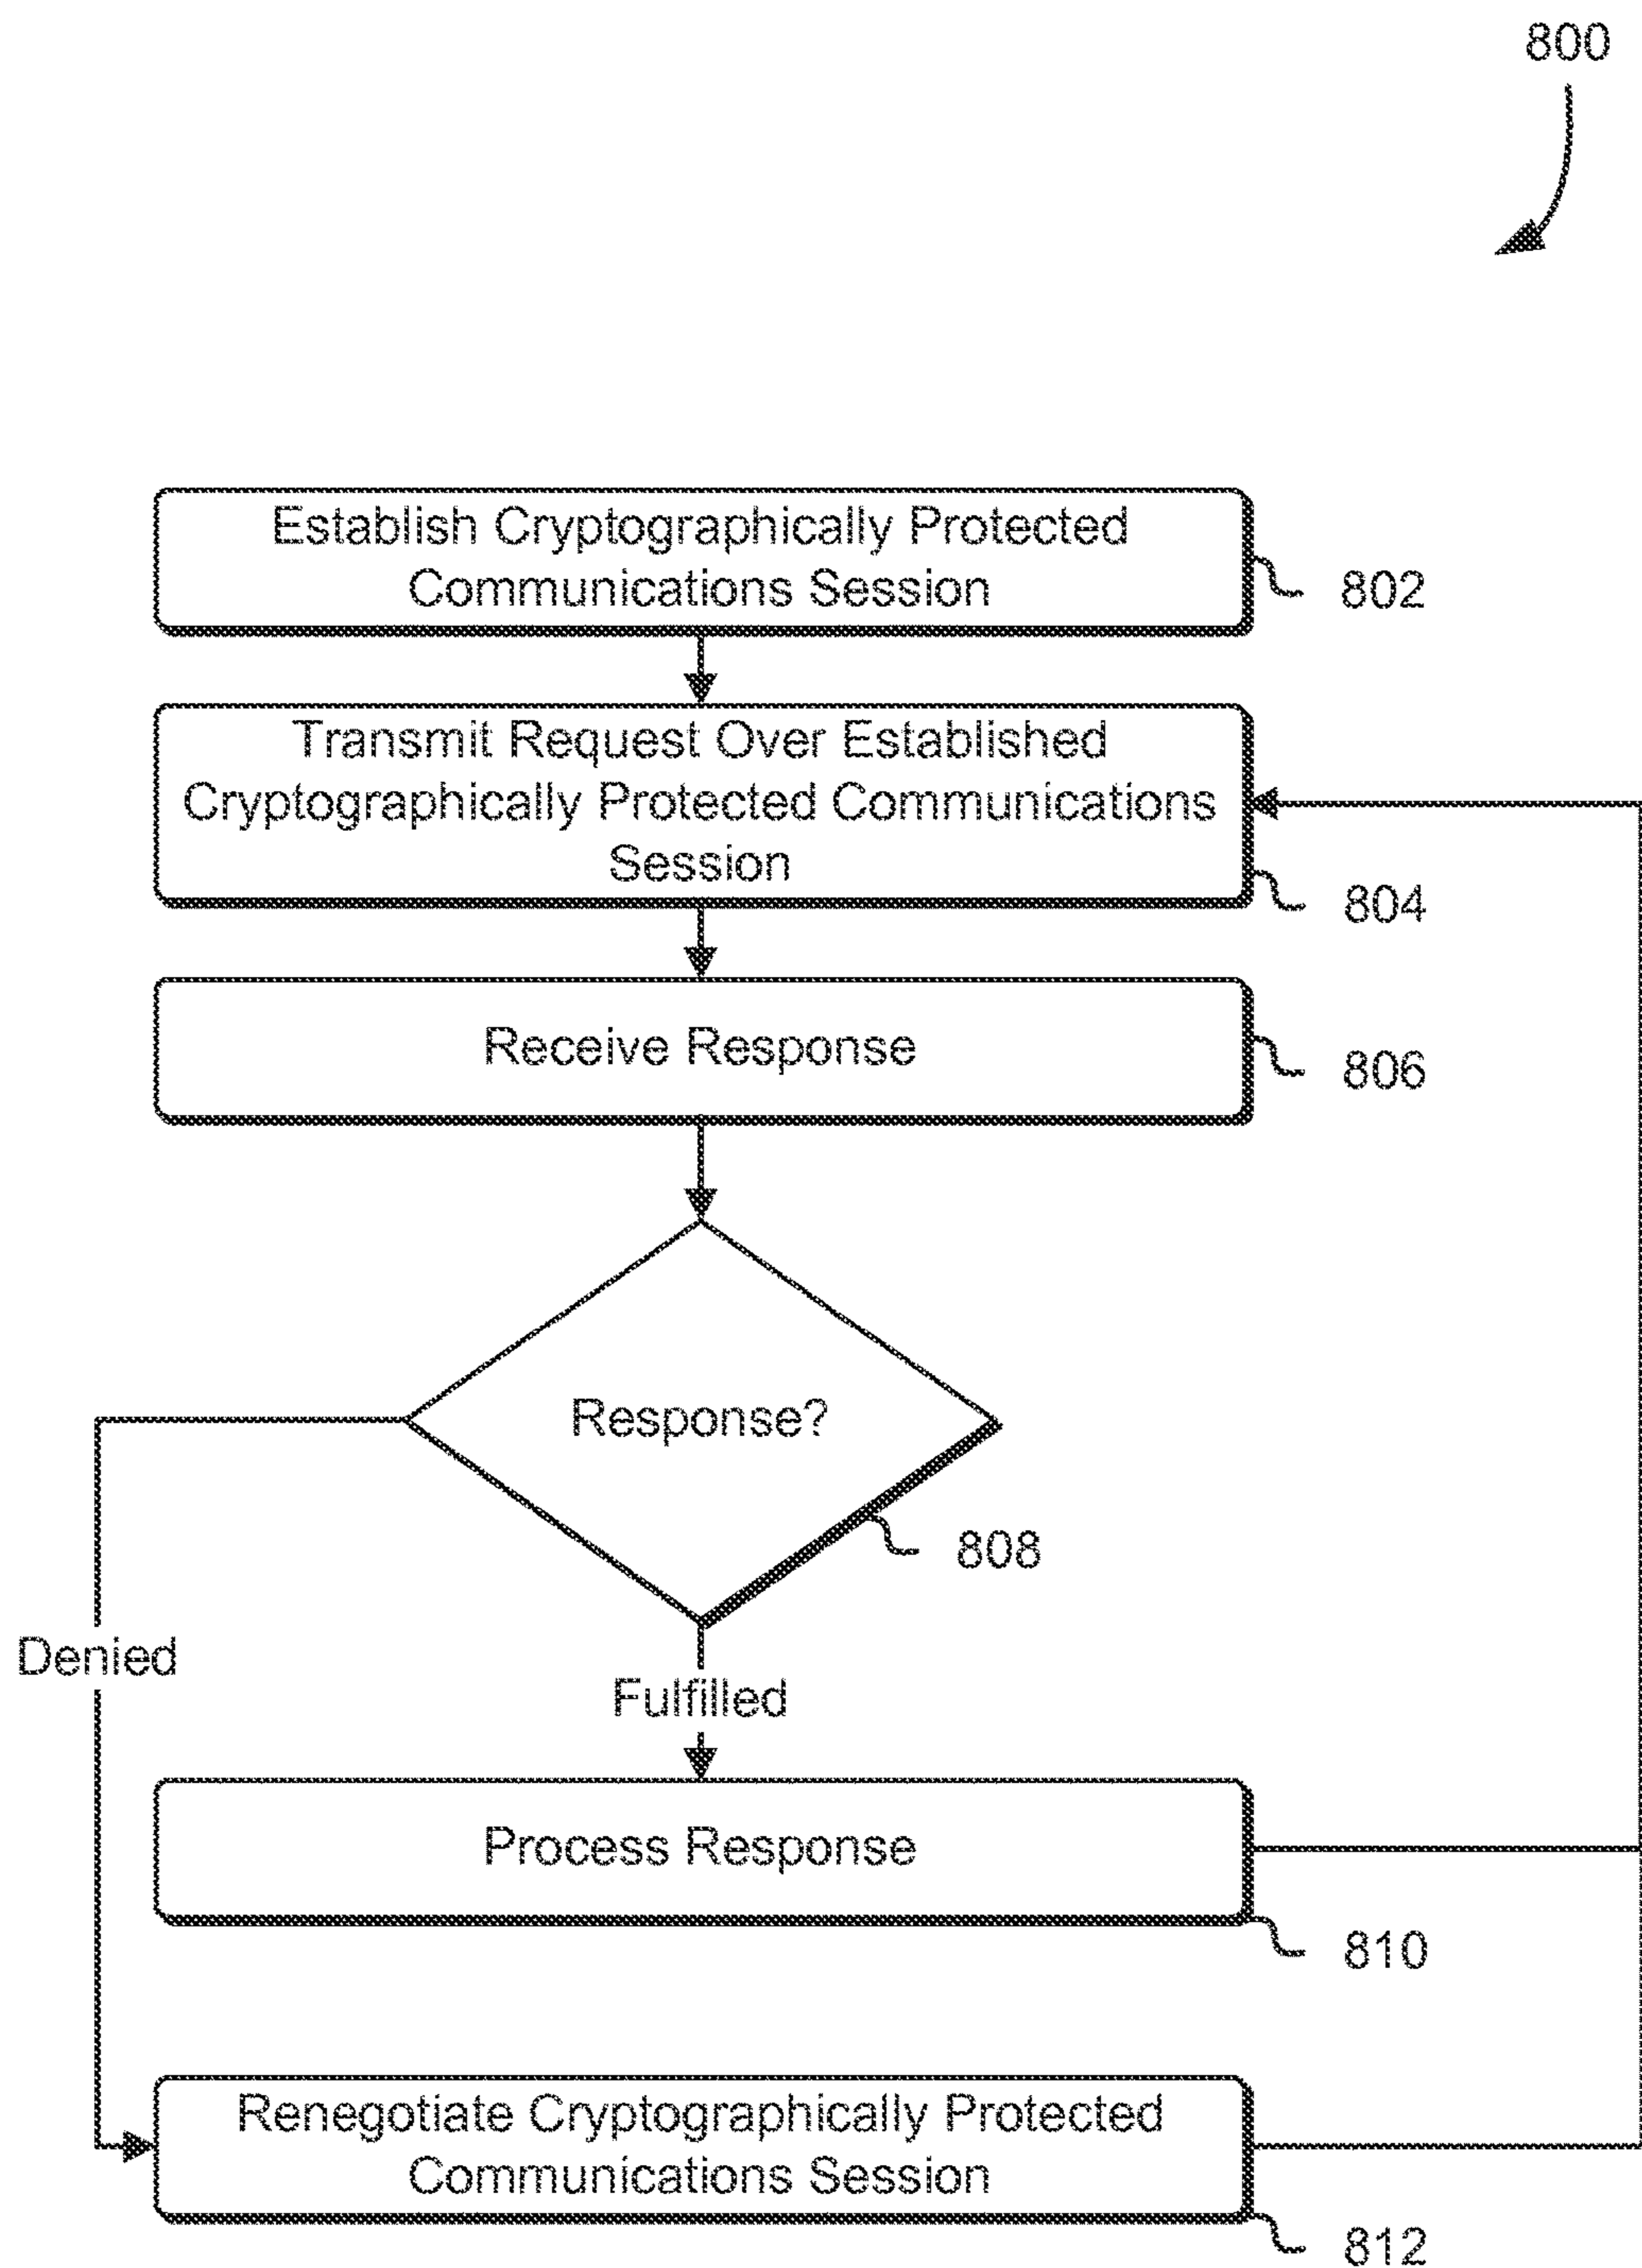 800
Establish Cryptographically Protected
Communications Session
802
Transmit Request Over Established
Cryptographically Protected Communications
Session
804
Receive Response
806
Response?
808
Denied
Fulfilled
Process Response
810
Renegotiate Cryptographically Protected
Communications Session
812